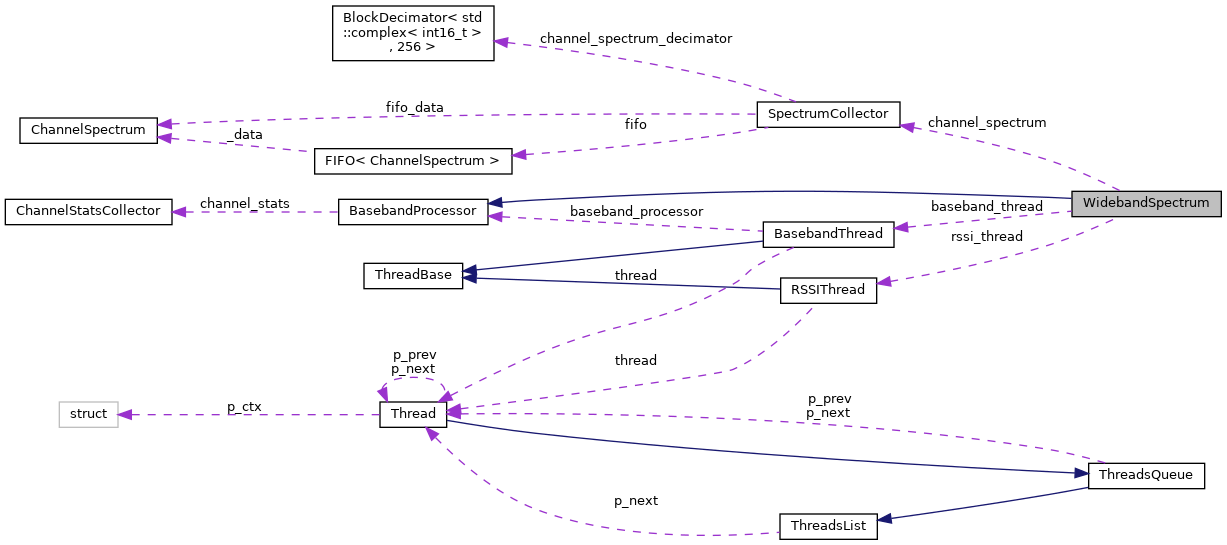 BlockDecimator< std
::complex< int16_t >
, 256 >
channel_spectrum_decimator
fifo_data
SpectrumCollector
ChannelSpectrum
_data
fifo
channel_spectrum
FIFO< ChannelSpectrum >
WidebandSpectrum
channel_stats
ChannelStatsCollector
BasebandProcessor
baseband_processor
baseband_thread
BasebandThread
rssi_thread
ThreadBase
thread
RSSIThread
p_prev
p_next
thread
struct
p_ctx
Thread
p_prev
p_next
ThreadsQueue
p_next
ThreadsList